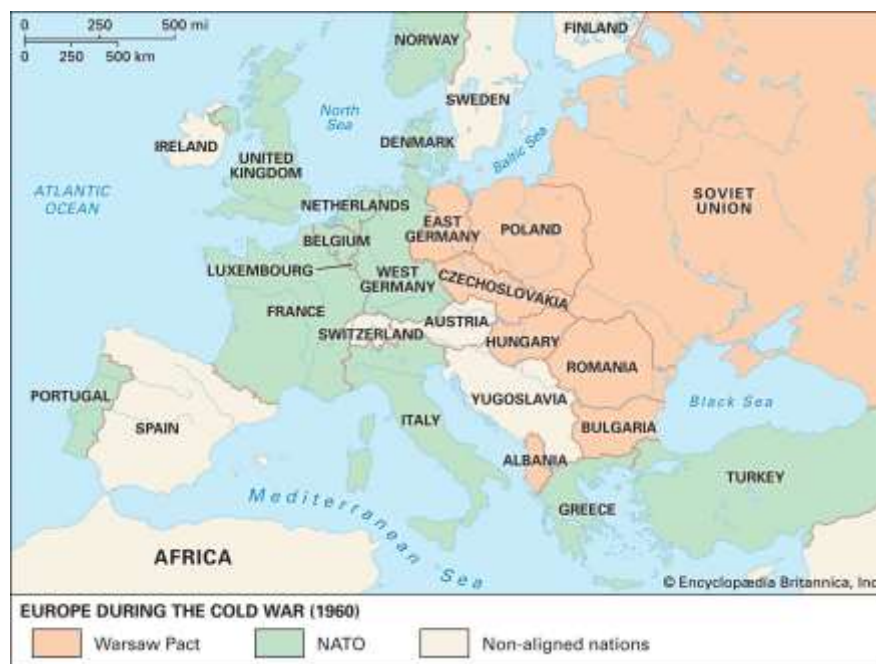 0 250 500 mi
0 250 500 km
NORWAY
FINLAND
SWEDEN
North
Sea
IRELAND
DENMARK
Baltic Sea
UNITED
KINGDOM
ATLANTIC
OCEAN
SOVIET
UNION
NETHERLANDS
EAST
GERMANY
POLAND
BELGIUM
LUXEMBOURG
WEST
GERMANY
CZECHOSLOVAKIA
FRANCE
AUSTRIA
SWITZERLAND
HUNGARY
ROMANIA
PORTUGAL
YUGOSLAVIA
Black Sea
SPAIN
ITALY
BULGARIA
ALBANIA
TURKEY
Mediterranean Sea
GREECE
AFRICA
© Encyclopædia Britannica, Inc
EUROPE DURING THE COLD WAR (1960)
Warsaw Pact NATO Non-aligned nations